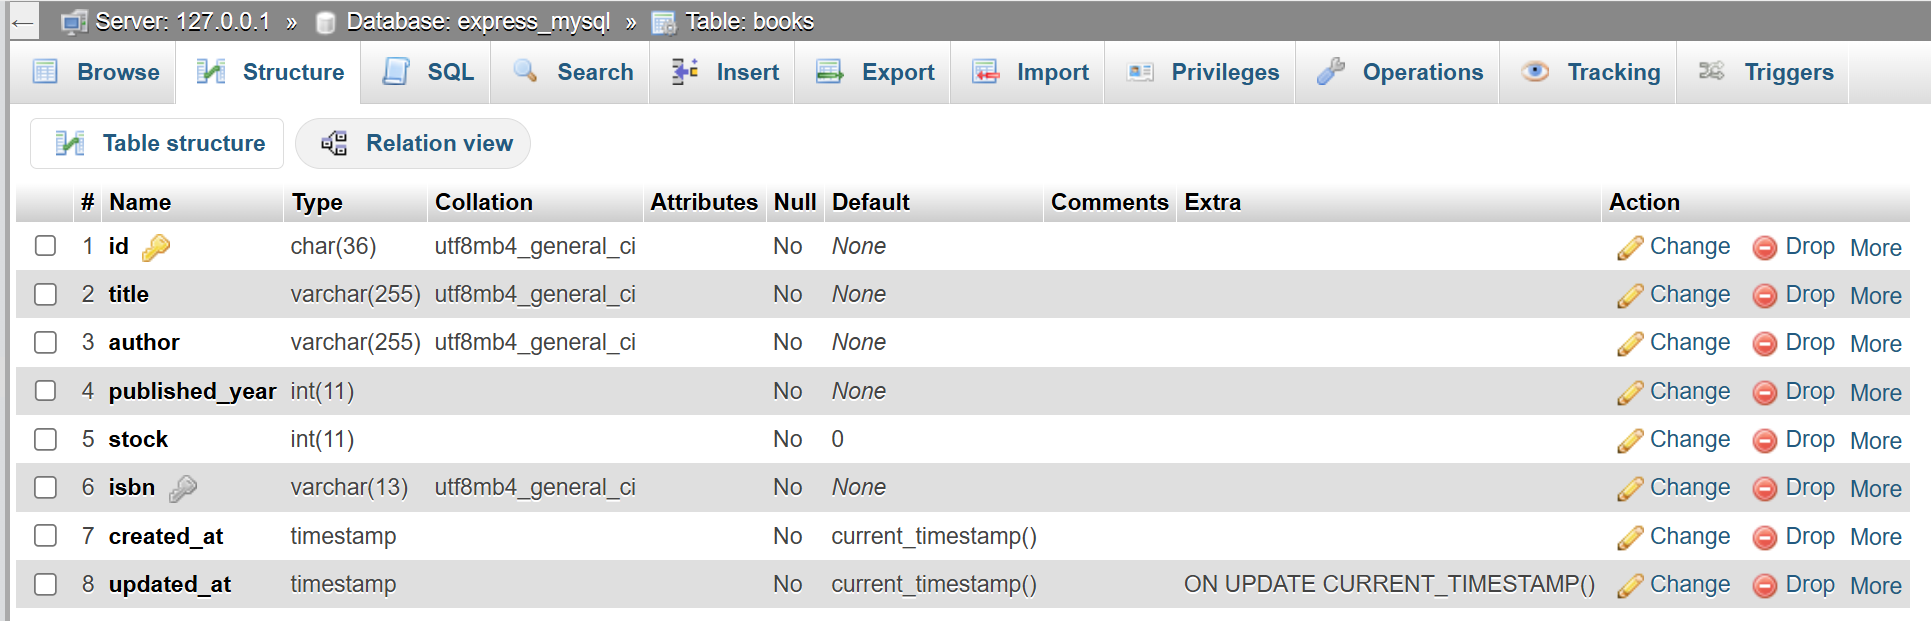 ← Server: 127.0.0.1 » Database: express_mysql » Table: books
Browse Structure SQL Search Insert Export Import Privileges Operations Tracking Triggers
Table structure Relation view
# Name Type Collation Attributes Null Default Comments Extra Action
1 id char(36) utf8mb4_general_ci No None Change Drop More
2 title varchar(255) utf8mb4_general_ci No None Change Drop More
3 author varchar(255) utf8mb4_general_ci No None Change Drop More
4 published_year int(11) No None Change Drop More
5 stock int(11) No 0 Change Drop More
6 isbn varchar(13) utf8mb4_general_ci No None Change Drop More
7 created_at timestamp No current_timestamp() Change Drop More
8 updated_at timestamp No current_timestamp() ON UPDATE CURRENT_TIMESTAMP() Change Drop More